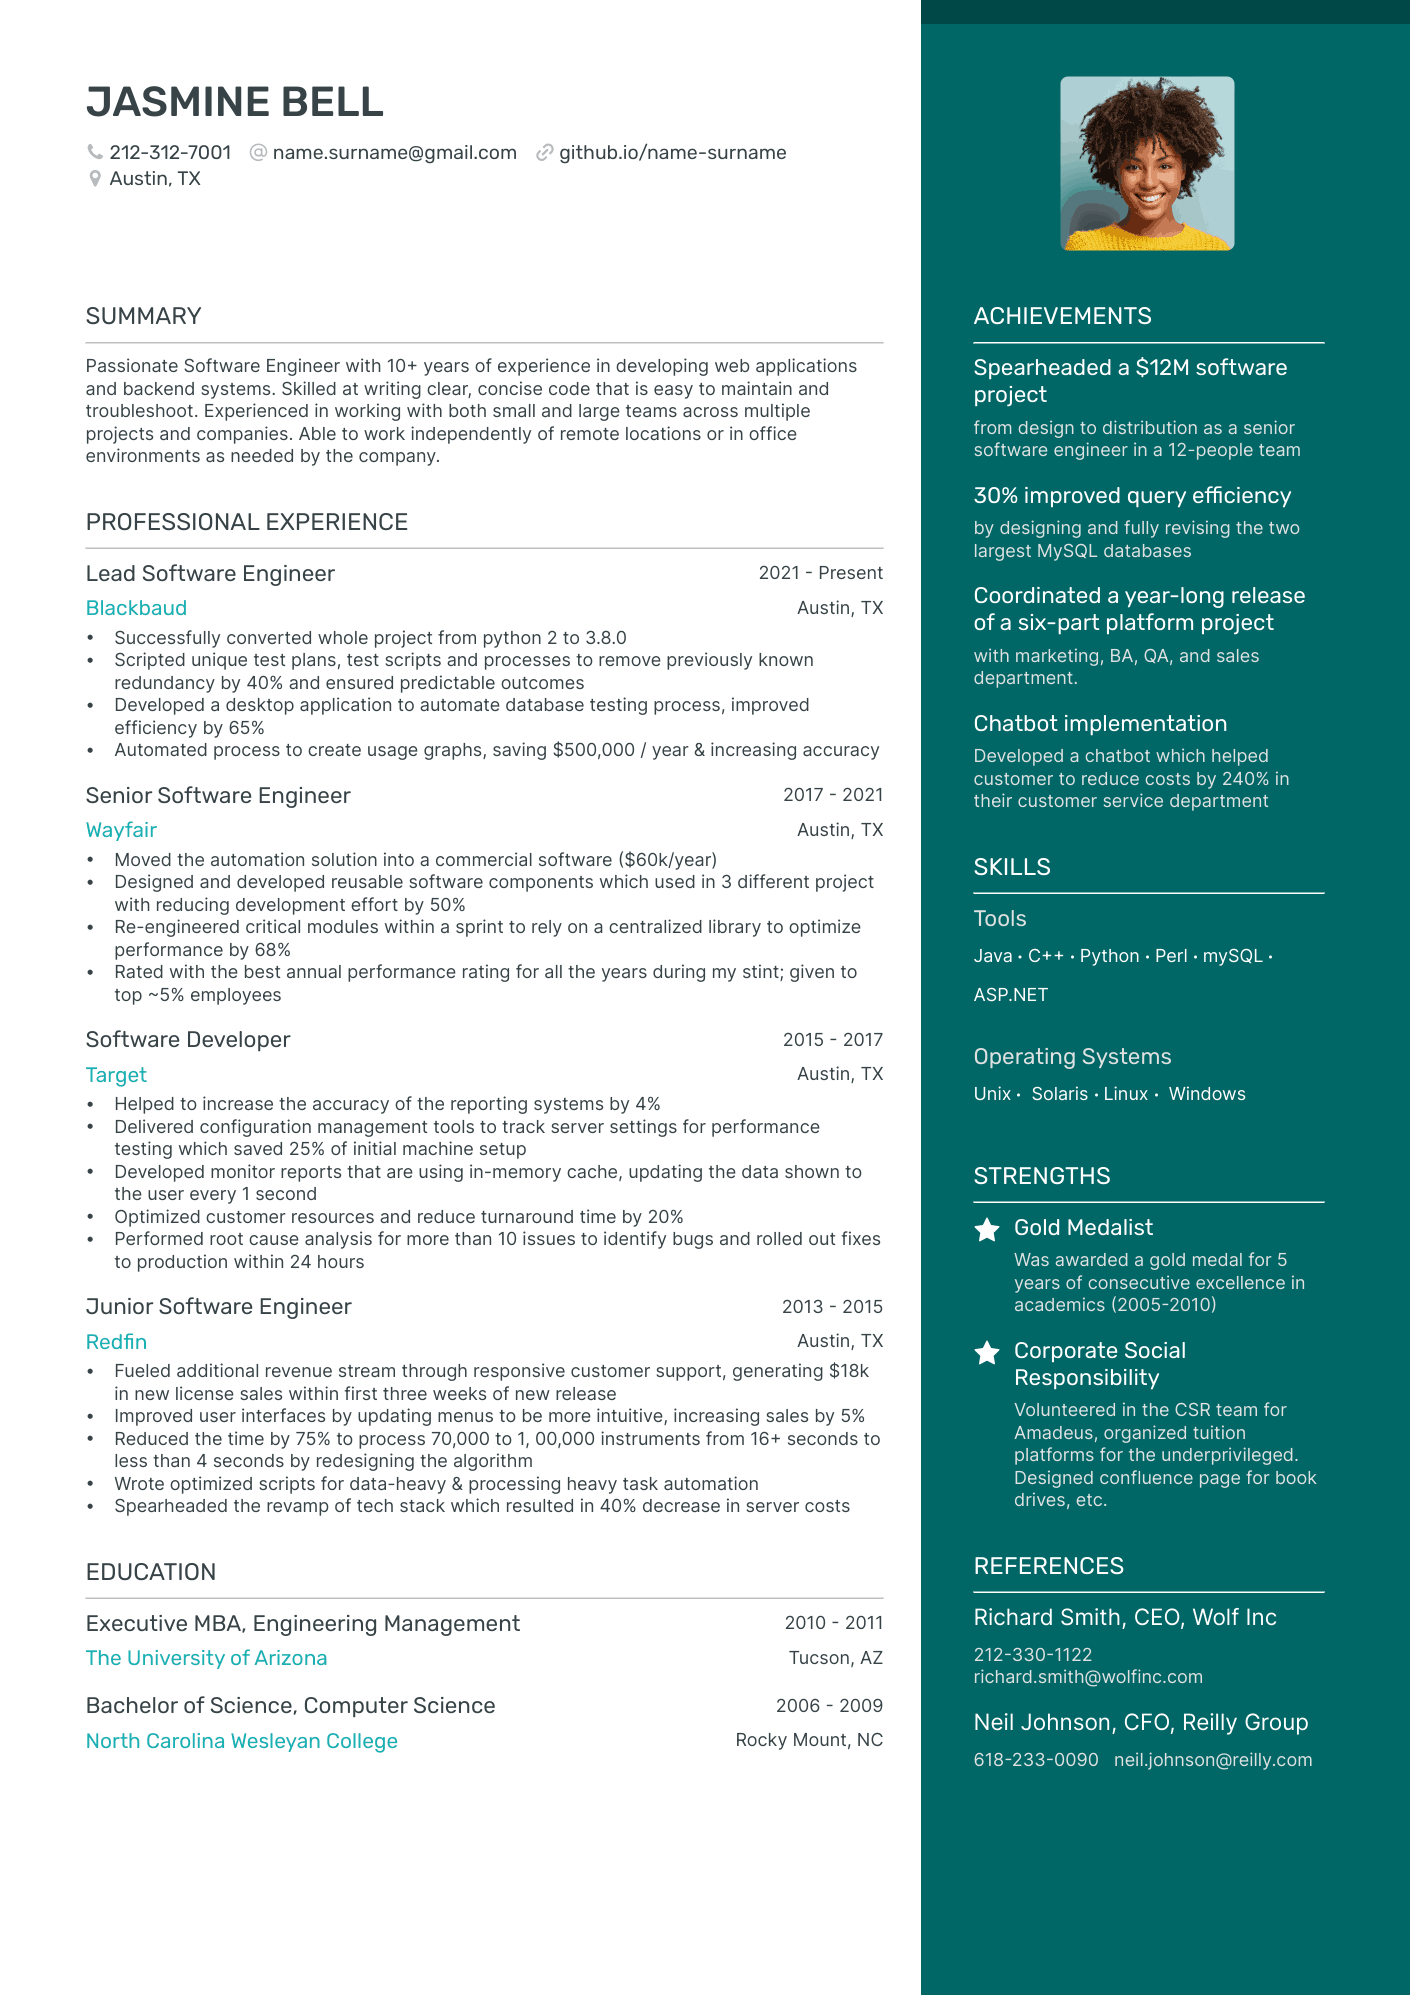 JASMINE BELL
212-312-7001 name.surname@gmail.com github.io/name-surname
Austin, TX
SUMMARY
Passionate Software Engineer with 10+ years of experience in developing web applications
and backend systems. Skilled at writing clear, concise code that is easy to maintain and
troubleshoot. Experienced in working with both small and large teams across multiple
projects and companies. Able to work independently of remote locations or in office
environments as needed by the company.
PROFESSIONAL EXPERIENCE
Lead Software Engineer 2021 - Present
Blackbaud Austin, TX
• Successfully converted whole project from python 2 to 3.8.0
• Scripted unique test plans, test scripts and processes to remove previously known
redundancy by 40% and ensured predictable outcomes
• Developed a desktop application to automate database testing process, improved
efficiency by 65%
• Automated process to create usage graphs, saving $500,000 / year & increasing accuracy
Senior Software Engineer 2017 - 2021
Wayfair Austin, TX
• Moved the automation solution into a commercial software ($60k/year)
• Designed and developed reusable software components which used in 3 different project
with reducing development effort by 50%
• Re-engineered critical modules within a sprint to rely on a centralized library to optimize
performance by 68%
• Rated with the best annual performance rating for all the years during my stint; given to
top ~5% employees
Software Developer 2015 - 2017
Target Austin, TX
• Helped to increase the accuracy of the reporting systems by 4%
• Delivered configuration management tools to track server settings for performance
testing which saved 25% of initial machine setup
• Developed monitor reports that are using in-memory cache, updating the data shown to
the user every 1 second
• Optimized customer resources and reduce turnaround time by 20%
• Performed root cause analysis for more than 10 issues to identify bugs and rolled out fixes
to production within 24 hours
Junior Software Engineer 2013 - 2015
Redfin Austin, TX
• Fueled additional revenue stream through responsive customer support, generating $18k
in new license sales within first three weeks of new release
• Improved user interfaces by updating menus to be more intuitive, increasing sales by 5%
• Reduced the time by 75% to process 70,000 to 1, 00,000 instruments from 16+ seconds to
less than 4 seconds by redesigning the algorithm
• Wrote optimized scripts for data-heavy & processing heavy task automation
• Spearheaded the revamp of tech stack which resulted in 40% decrease in server costs
EDUCATION
Executive MBA, Engineering Management 2010 - 2011
The University of Arizona Tucson, AZ
Bachelor of Science, Computer Science 2006 - 2009
North Carolina Wesleyan College Rocky Mount, NC
ACHIEVEMENTS
Spearheaded a $12M software
project
from design to distribution as a senior
software engineer in a 12-people team
30% improved query efficiency
by designing and fully revising the two
largest MySQL databases
Coordinated a year-long release
of a six-part platform project
with marketing, BA, QA, and sales
department.
Chatbot implementation
Developed a chatbot which helped
customer to reduce costs by 240% in
their customer service department
SKILLS
Tools
Java • C++ • Python • Perl • mySQL •
ASP.NET
Operating Systems
Unix • Solaris • Linux • Windows
STRENGTHS
Gold Medalist
Was awarded a gold medal for 5
years of consecutive excellence in
academics (2005-2010)
Corporate Social
Responsibility
Volunteered in the CSR team for
Amadeus, organized tuition
platforms for the underprivileged.
Designed confluence page for book
drives, etc.
REFERENCES
Richard Smith, CEO, Wolf Inc
212-330-1122
richard.smith@wolfinc.com
Neil Johnson, CFO, Reilly Group
618-233-0090 neil.johnson@reilly.com